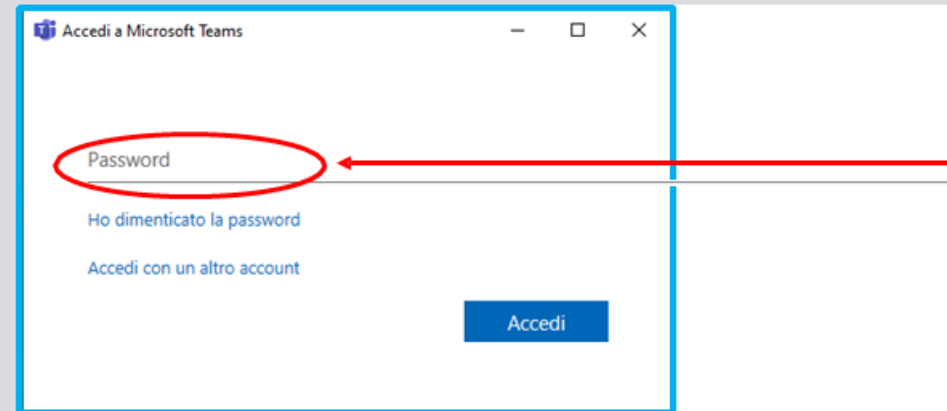 Accedi a Microsoft Teams
Password
Ho dimenticato la password
Accedi con un altro account
Accedi